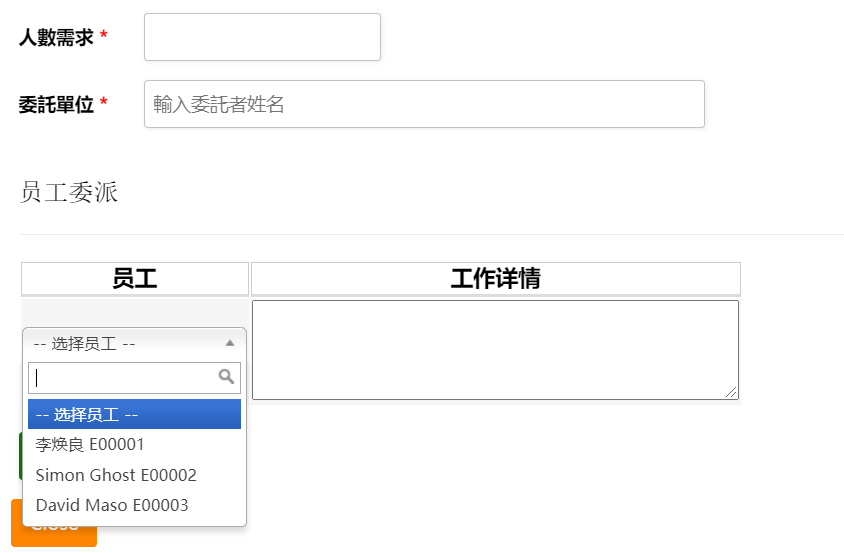 人數需求 *
委託單位 *
輸入委託者姓名
员工委派
员工
工作详情
-- 选择员工 --
-- 选择员工 --
李焕良 E00001
Simon Ghost E00002
David Maso E00003